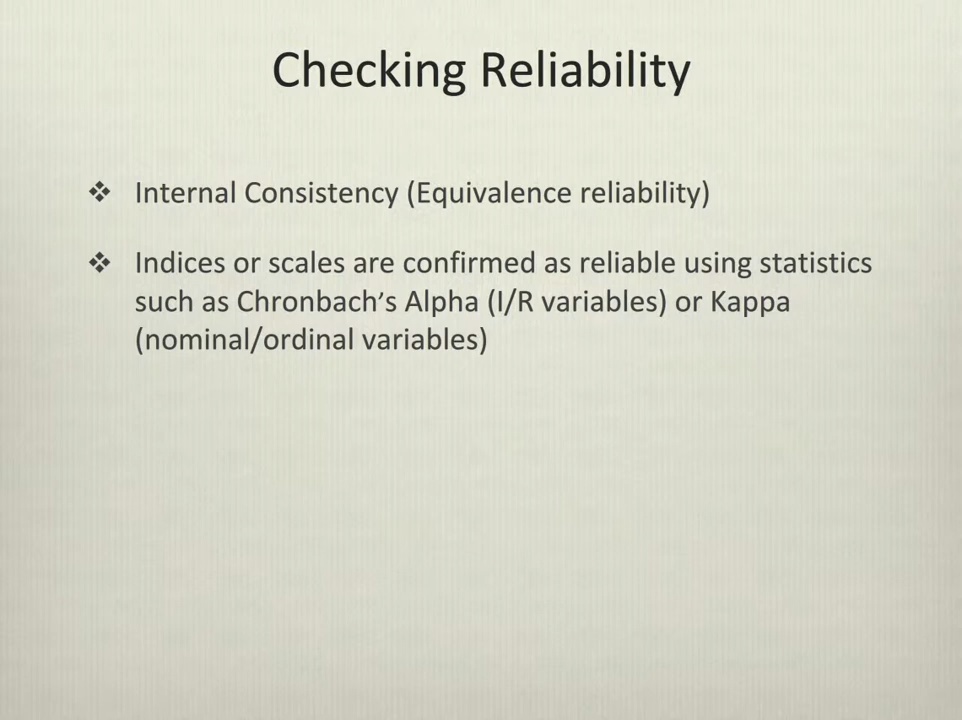 Checking Reliability
❖ Internal Consistency (Equivalence reliability)
❖ Indices or scales are confirmed as reliable using statistics
such as Chronbach’s Alpha (I/R variables) or Kappa
(nominal/ordinal variables)